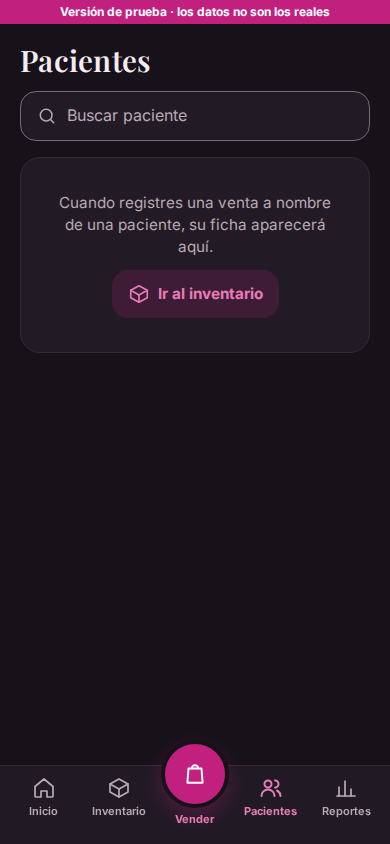 Versión de prueba · los datos no son los reales
Pacientes
Buscar paciente
Cuando registres una venta a nombre
de una paciente, su ficha aparecerá
aquí.
Ir al inventario
Inicio
Inventario
Vender
Pacientes
Reportes